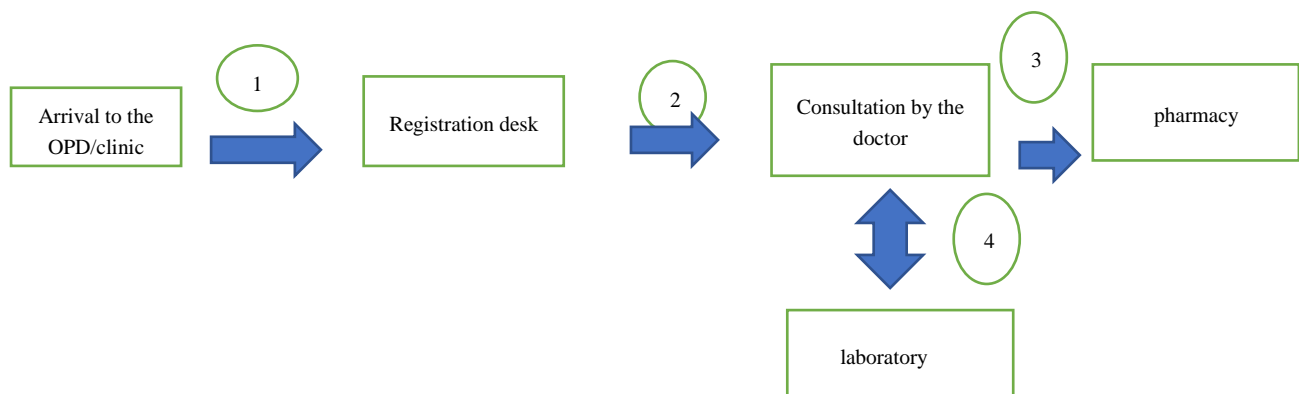 1
Arrival to the
OPD/clinic
Registration desk
2
Consultation by the
doctor
3
pharmacy
4
laboratory